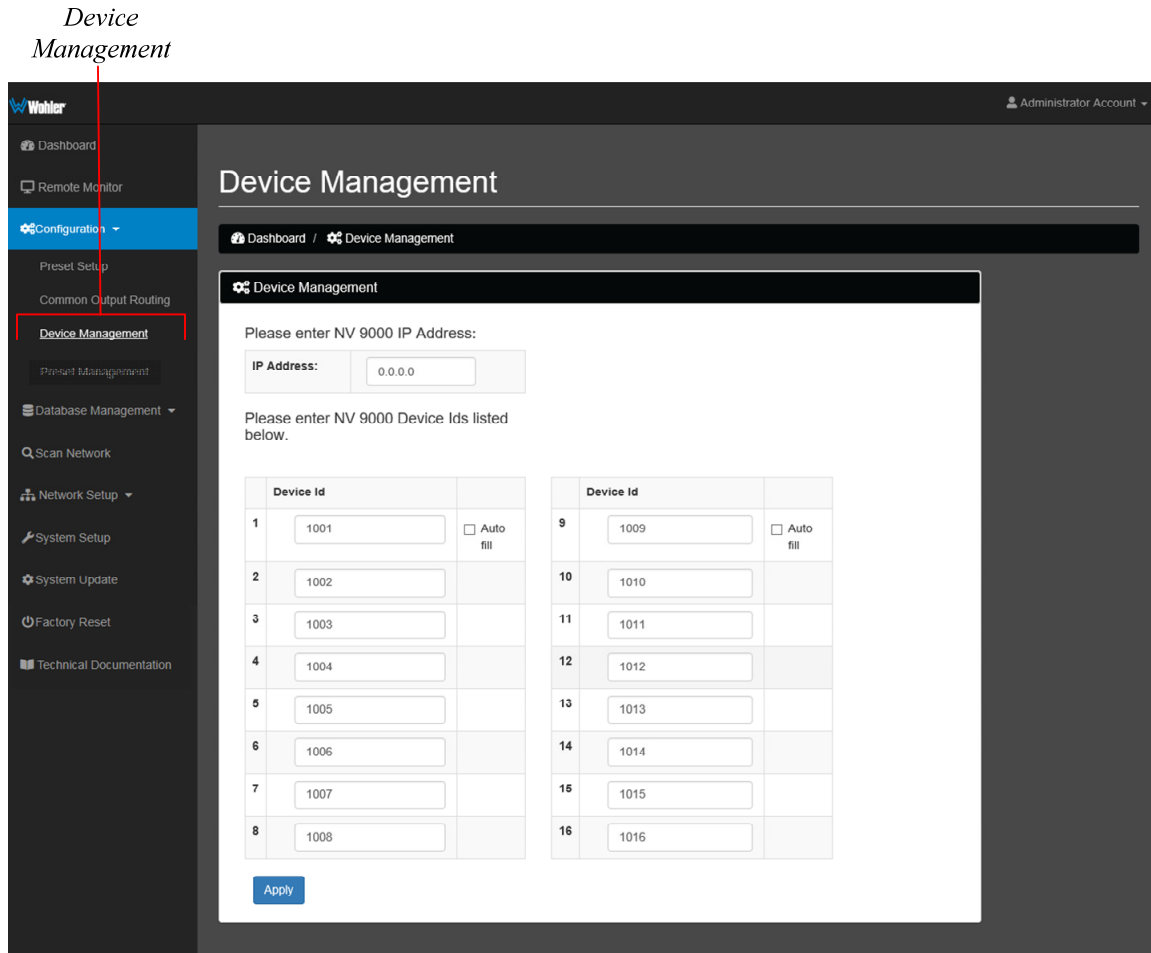 Device
Management
Wohler
Administrator Account
Dashboard
Remote Monitor
Configuration
Preset Setup
Common Output Routing
Device Management
Preset Management
Database Management
Scan Network
Network Setup
System Setup
System Update
Factory Reset
Technical Documentation
Device Management
Dashboard / Device Management
Device Management
Please enter NV 9000 IP Address:
IP Address: 0.0.0.0
Please enter NV 9000 Device Ids listed
below.
Device Id
1 1001 Auto
fill
2 1002
3 1003
4 1004
5 1005
6 1006
7 1007
8 1008
Device Id
9 1009 Auto
fill
10 1010
11 1011
12 1012
13 1013
14 1014
15 1015
16 1016
Apply